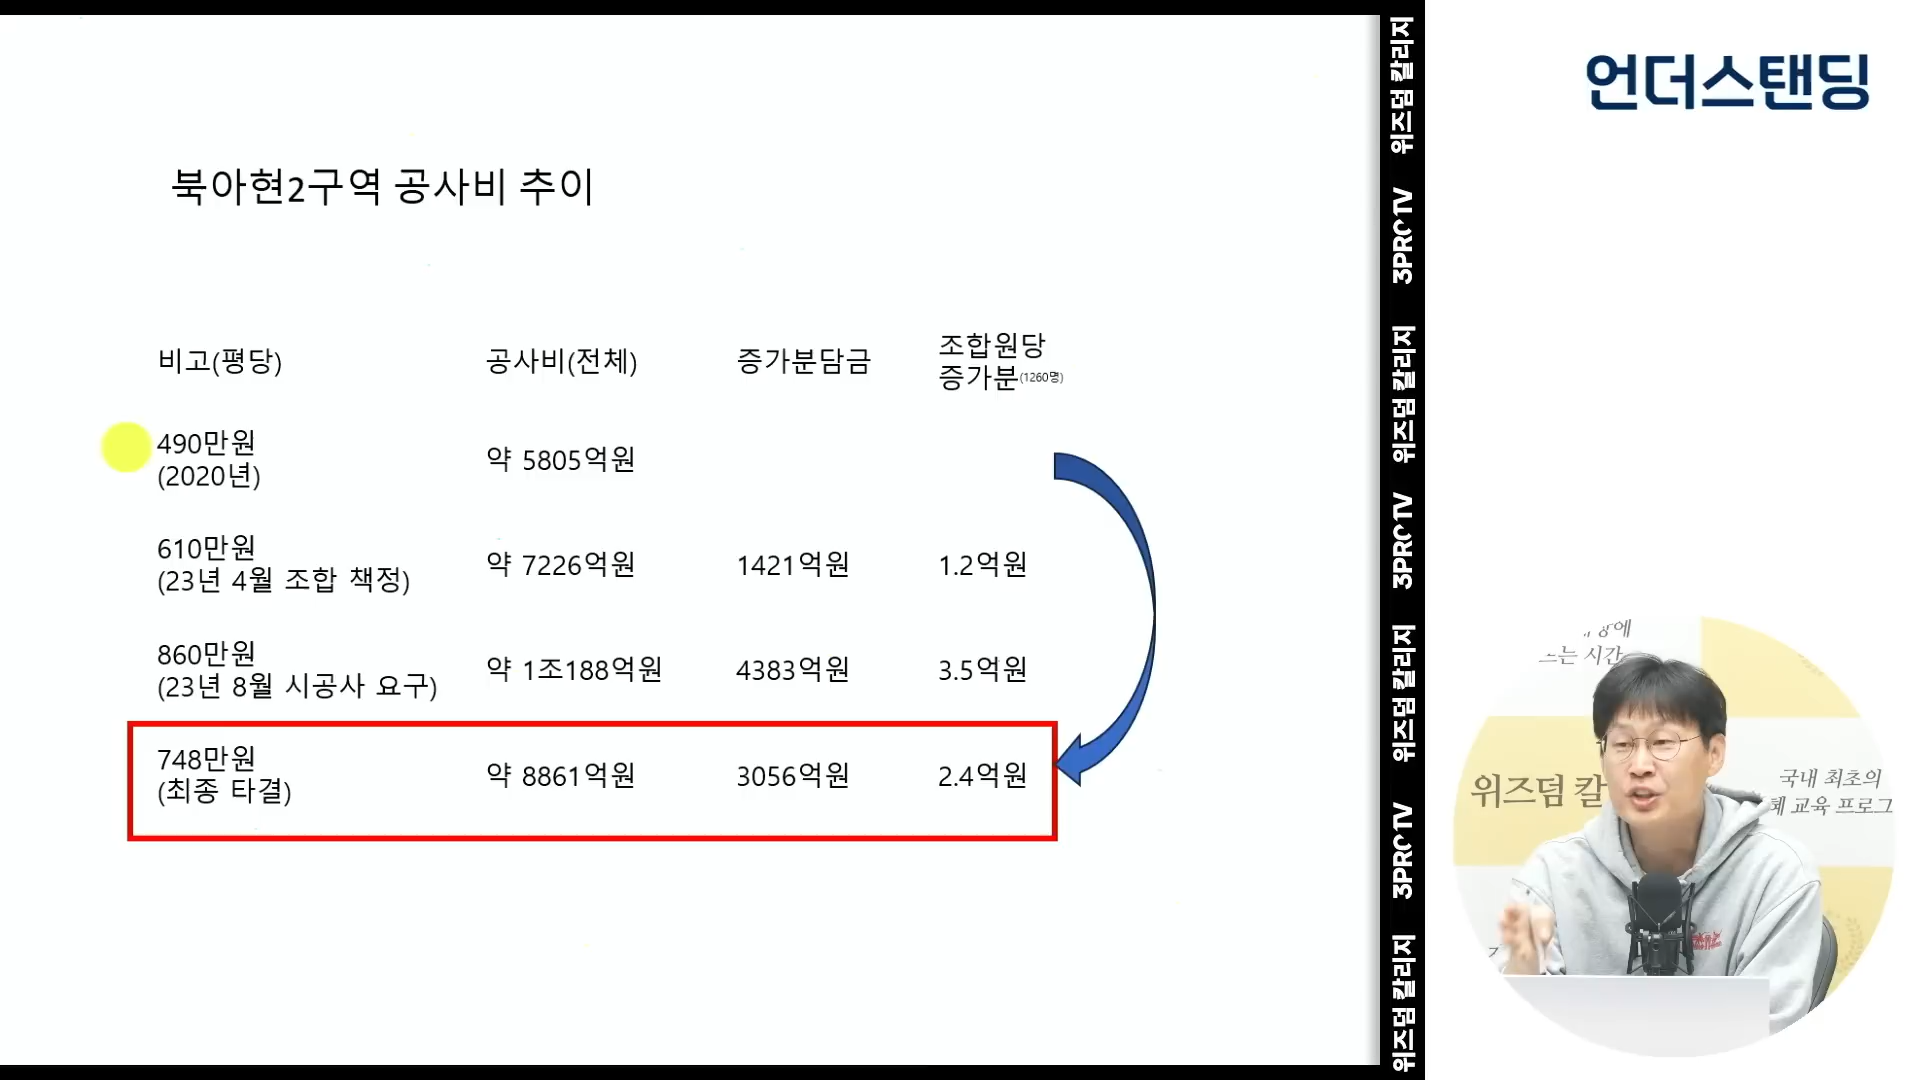 북아현2구역 공사비 추이
비고(평당) 공사비(전체) 증가분담금 조합원당 증가분(1260명)
490만원
(2020년)
약 5805억원
610만원
(23년 4월 조합 책정)
약 7226억원 1421억원 1.2억원
860만원
(23년 8월 시공사 요구)
약 1조188억원 4383억원 3.5억원
748만원
(최종 타결)
약 8861억원 3056억원 2.4억원
위즈덤 칼리지
3PROTV
위즈덤 칼리지
3PROTV
위즈덤 칼리지
3PROTV
위즈덤 칼리지
언더스탠딩
는 시간
위즈덤 칼
국내 최초의
혜 교육 프로그